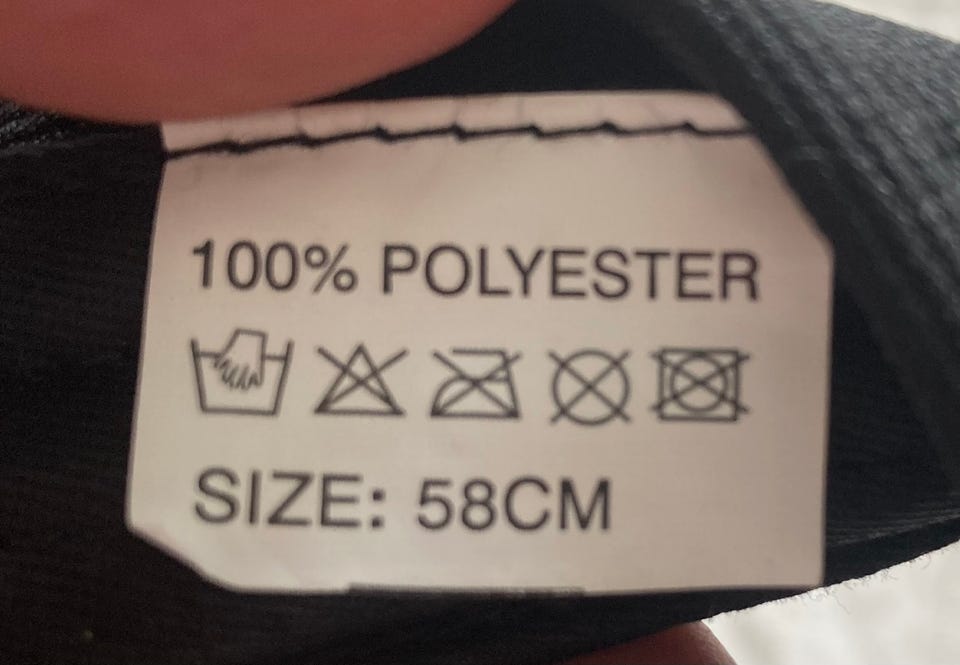 100% POLYESTER
SIZE: 58CM